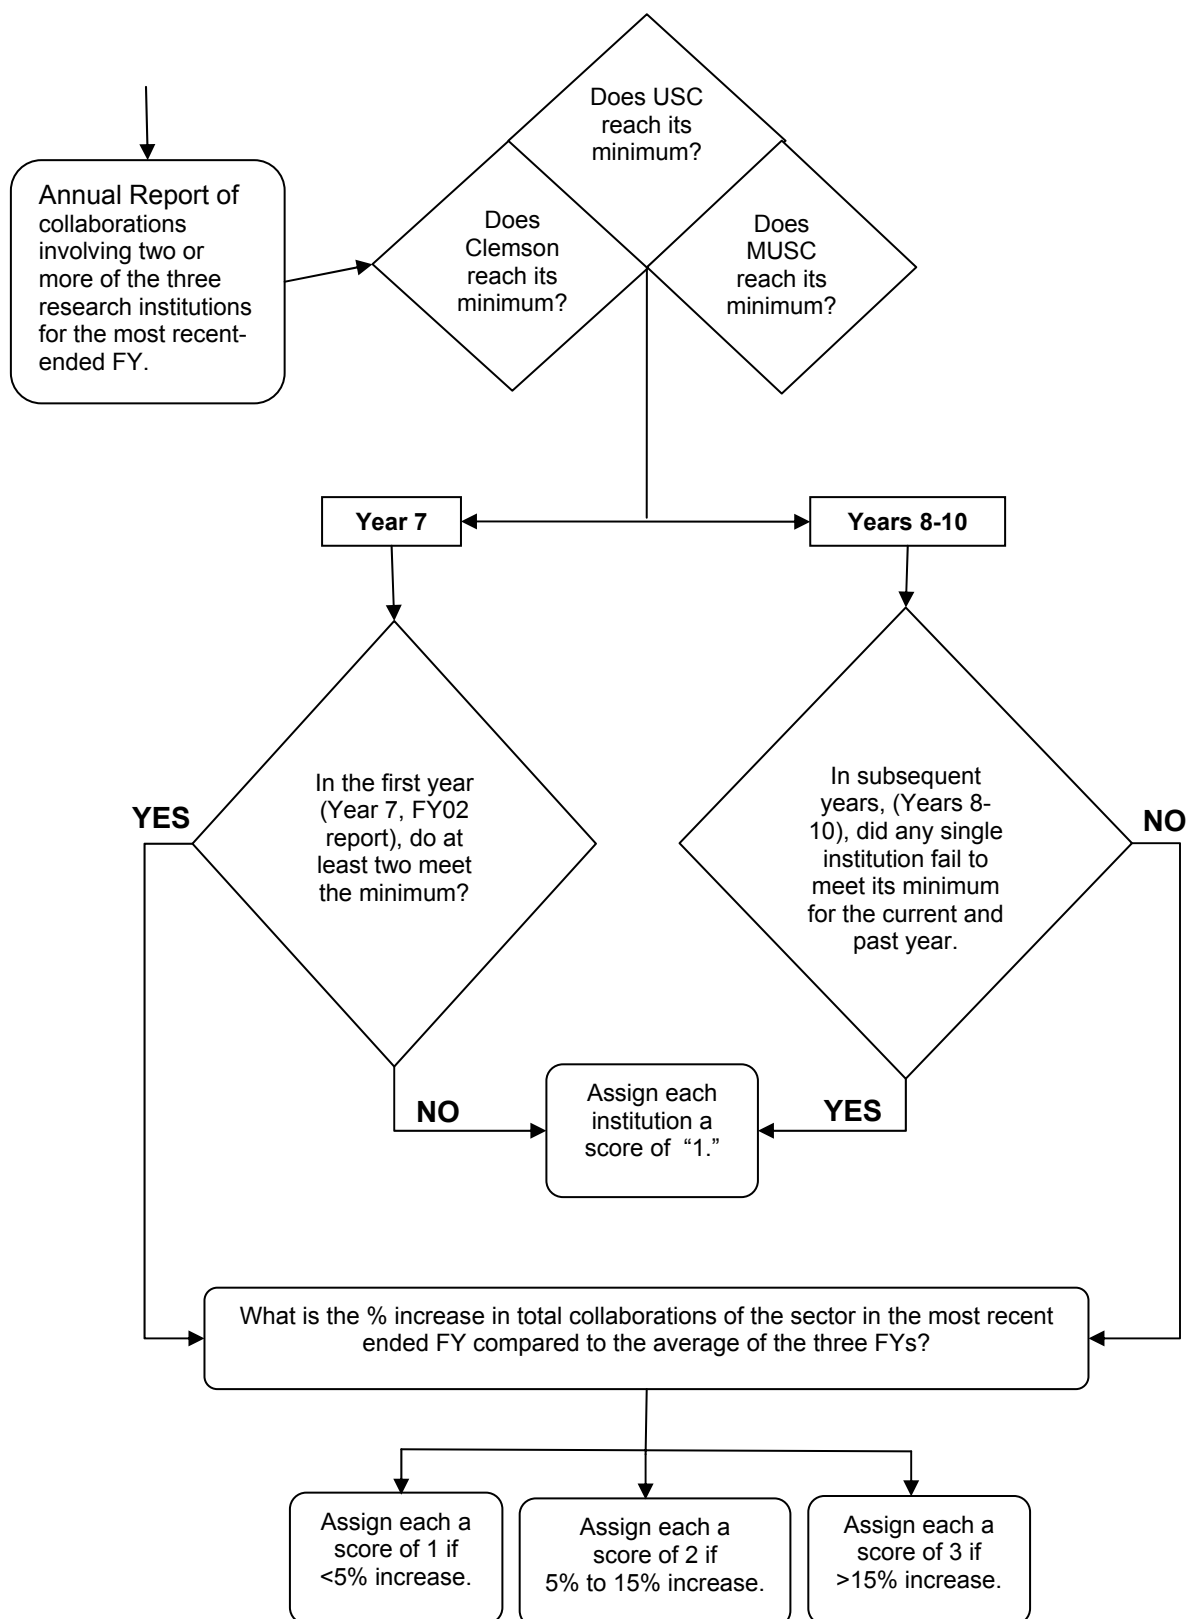 Does USC
reach its
minimum?
Annual Report of
collaborations
involving two or
more of the three
research institutions
for the most recent-
ended FY.
Does
Clemson
reach its
minimum?
Does
MUSC
reach its
minimum?
Year 7
Years 8-10
In the first year
(Year 7, FY02
report), do at
least two meet
the minimum?
YES
In subsequent
years, (Years 8-
10), did any single
institution fail to
meet its minimum
for the current and
past year.
NO
NO
Assign each
institution a
score of “1.”
YES
What is the % increase in total collaborations of the sector in the most recent
ended FY compared to the average of the three FYs?
Assign each a
score of 1 if
<5% increase.
Assign each a
score of 2 if
5% to 15% increase.
Assign each a
score of 3 if
>15% increase.